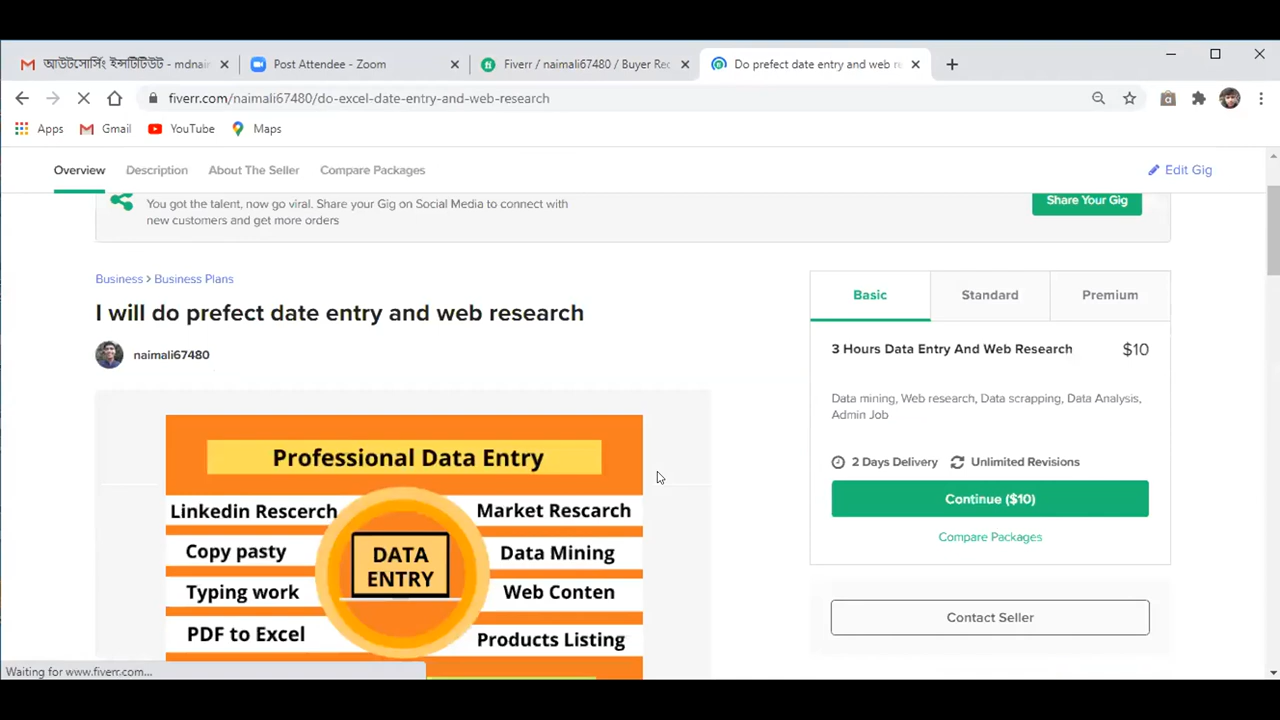 আউটসোর্সিং ইন্সটিটিউট - mdnain
Post Attendee - Zoom
Fiverr / naimali67480 / Buyer Rec
Do prefect date entry and web re
fiverr.com/naimali67480/do-excel-date-entry-and-web-research
Apps
Gmail
YouTube
Maps
Overview
Description
About The Seller
Compare Packages
Edit Gig
You got the talent, now go viral. Share your Gig on Social Media to connect with
new customers and get more orders
Share Your Gig
Business > Business Plans
I will do prefect date entry and web research
naimali67480
Professional Data Entry
Linkedin Rescerch
Market Rescarch
Copy pasty
DATA
ENTRY
Data Mining
Typing work
Web Conten
PDF to Excel
Products Listing
Basic
Standard
Premium
3 Hours Data Entry And Web Research
$10
Data mining, Web research, Data scrapping, Data Analysis,
Admin Job
2 Days Delivery
Unlimited Revisions
Continue ($10)
Compare Packages
Contact Seller
Waiting for www.fiverr.com...